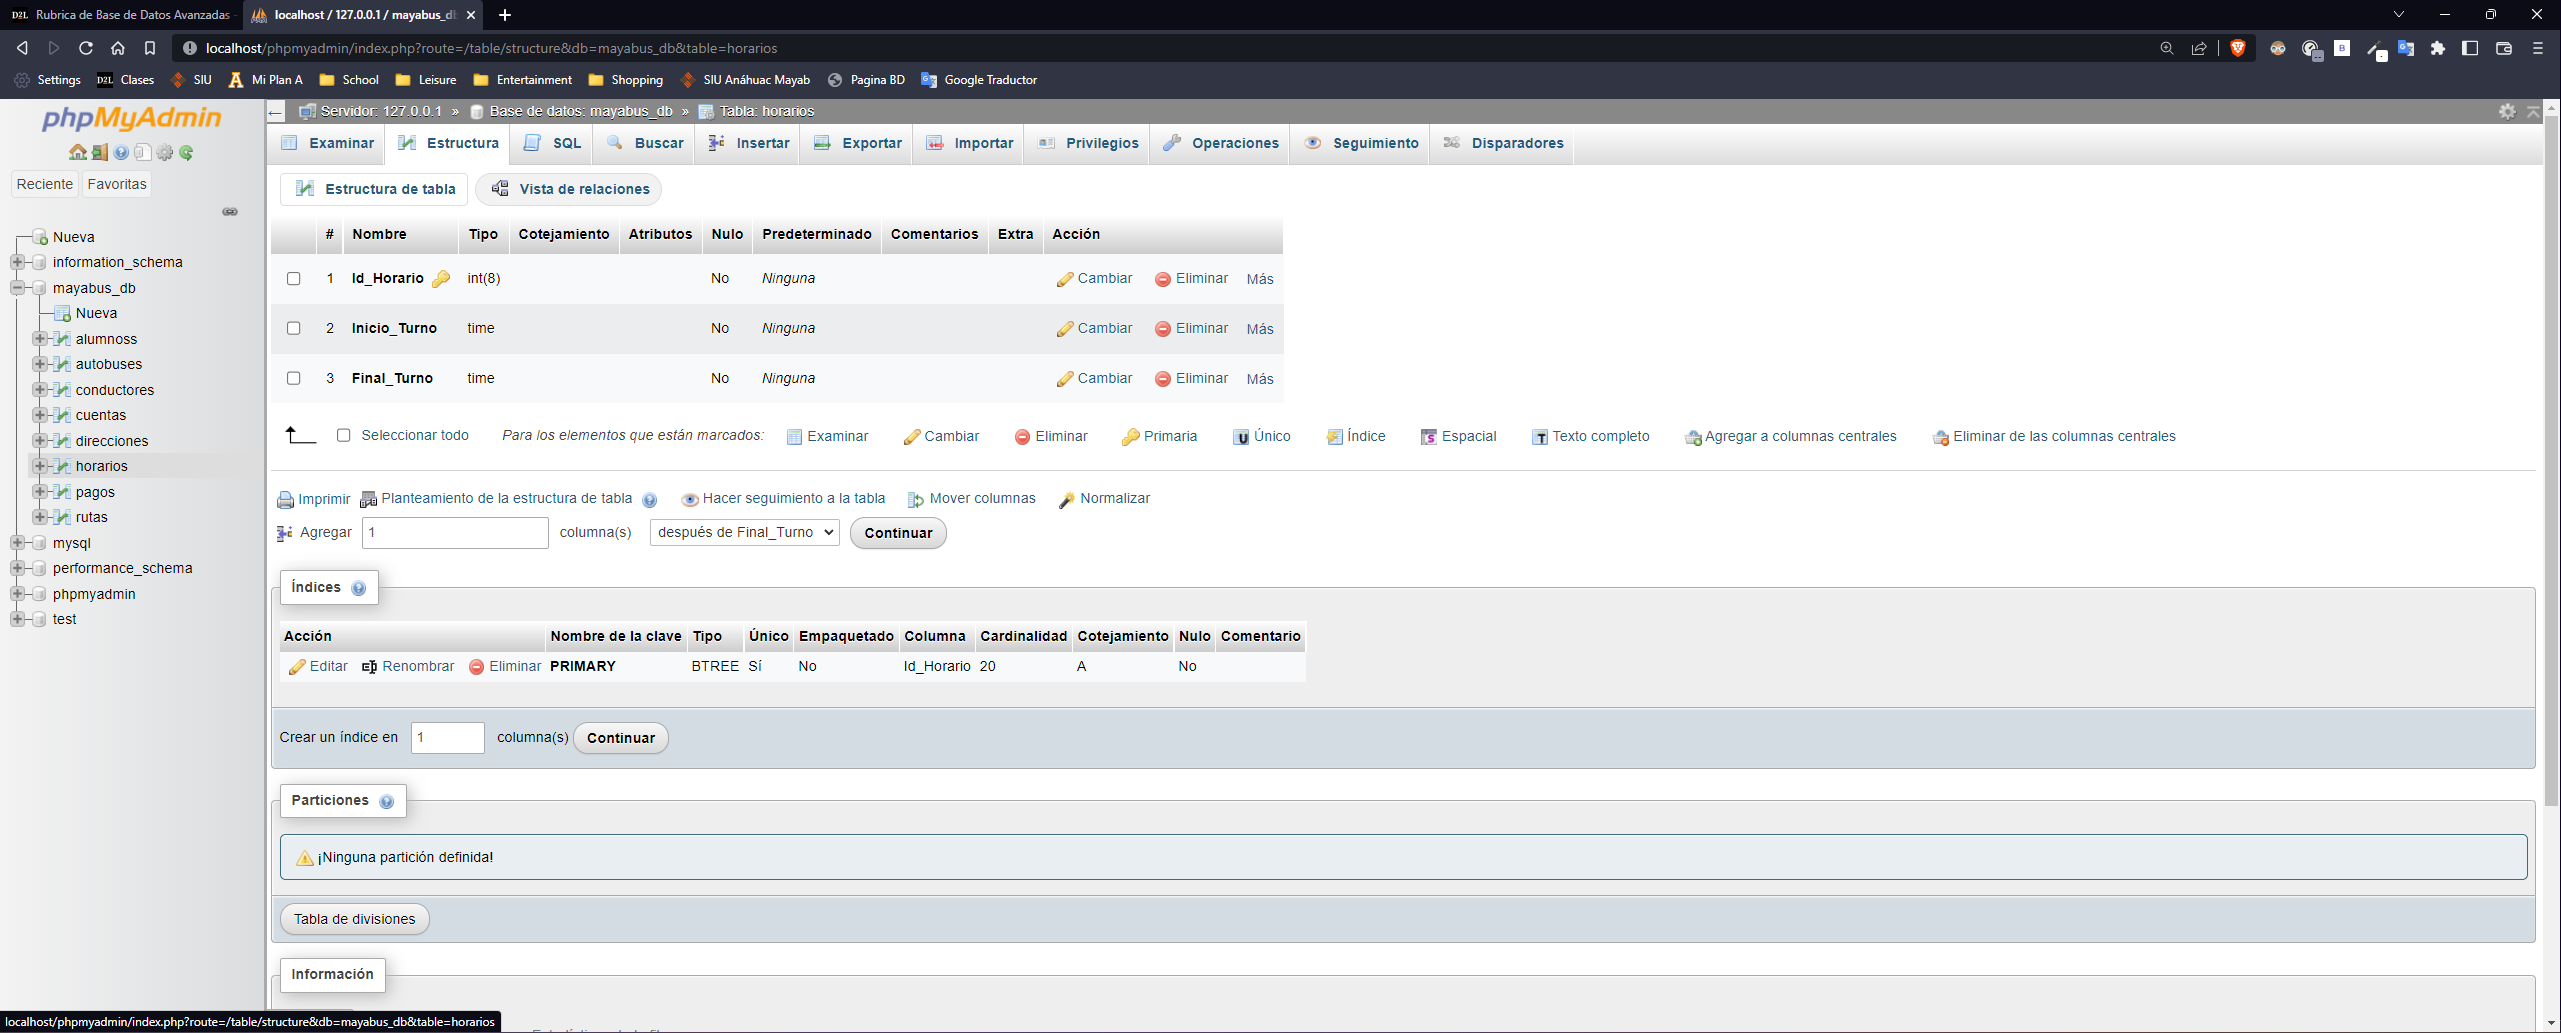 D2L Rubrica de Base de Datos Avanzadas
localhost / 127.0.0.1 / mayabus_db
localhost/phpmyadmin/index.php?route=/table/structure&db=mayabus_db&table=horarios
Settings D2L Clases SIU Mi Plan A School Leisure Entertainment Shopping SIU Anáhuac Mayab Pagina BD Google Traductor
phpMyAdmin
Reciente Favoritas
Nueva
information_schema
mayabus_db
Nueva
alumnoss
autobuses
conductores
cuentas
direcciones
horarios
pagos
rutas
mysql
performance_schema
phpmyadmin
test
Servidor: 127.0.0.1 » Base de datos: mayabus_db » Tabla: horarios
Examinar Estructura SQL Buscar Insertar Exportar Importar Privilegios Operaciones Seguimiento Disparadores
Estructura de tabla Vista de relaciones
# Nombre Tipo Cotejamiento Atributos Nulo Predeterminado Comentarios Extra Acción
1 Id_Horario int(8) No Ninguna Cambiar Eliminar Más
2 Inicio_Turno time No Ninguna Cambiar Eliminar Más
3 Final_Turno time No Ninguna Cambiar Eliminar Más
Seleccionar todo Para los elementos que están marcados: Examinar Cambiar Eliminar Primaria Único Índice Espacial Texto completo Agregar a columnas centrales Eliminar de las columnas centrales
Imprimir Planteamiento de la estructura de tabla Hacer seguimiento a la tabla Mover columnas Normalizar
Agregar 1 columna(s) después de Final_Turno Continuar
Índices
Acción Nombre de la clave Tipo Único Empaquetado Columna Cardinalidad Cotejamiento Nulo Comentario
Editar Renombrar Eliminar PRIMARY BTREE Sí No Id_Horario 20 A No
Crear un índice en 1 columna(s) Continuar
Particiones
¡Ninguna partición definida!
Tabla de divisiones
Información
localhost/phpmyadmin/index.php?route=/table/structure&db=mayabus_db&table=horarios